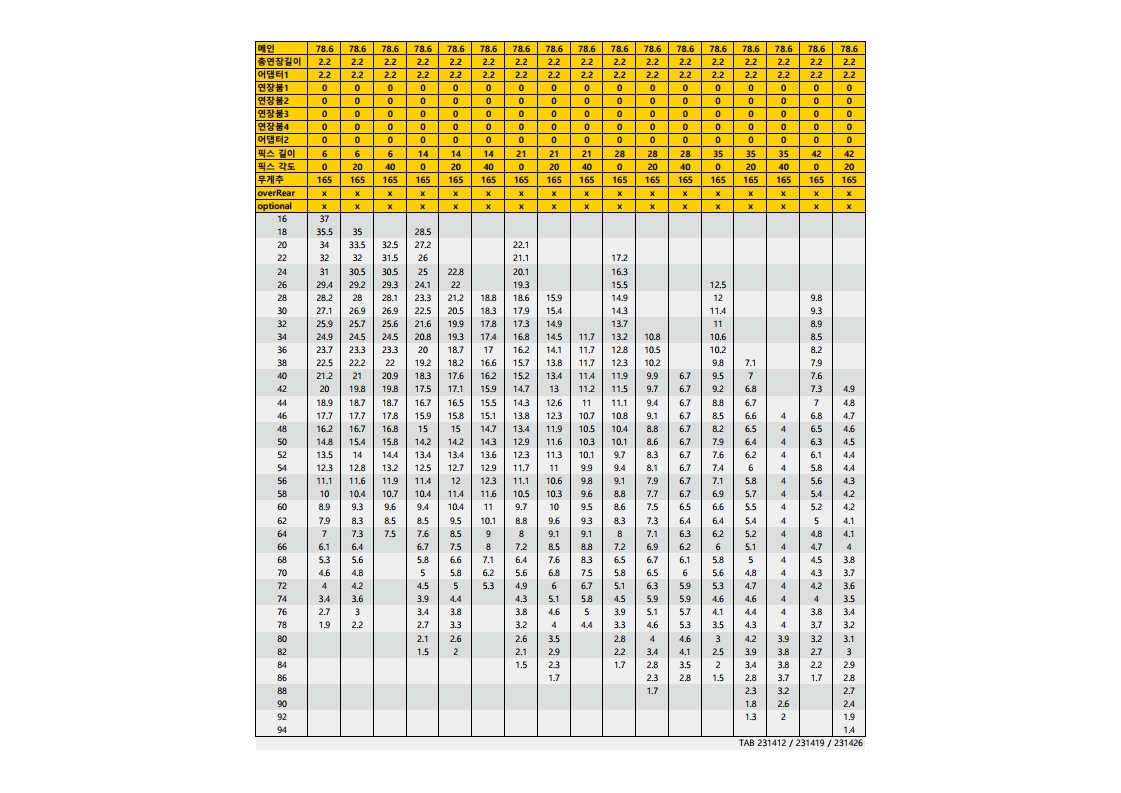 메인 78.6 78.6 78.6 78.6 78.6 78.6 78.6 78.6 78.6 78.6 78.6 78.6 78.6 78.6 78.6 78.6 78.6
총연장길이 2.2 2.2 2.2 2.2 2.2 2.2 2.2 2.2 2.2 2.2 2.2 2.2 2.2 2.2 2.2 2.2 2.2
어댑터1 2.2 2.2 2.2 2.2 2.2 2.2 2.2 2.2 2.2 2.2 2.2 2.2 2.2 2.2 2.2 2.2 2.2
연장붐1 0 0 0 0 0 0 0 0 0 0 0 0 0 0 0 0 0
연장붐2 0 0 0 0 0 0 0 0 0 0 0 0 0 0 0 0 0
연장붐3 0 0 0 0 0 0 0 0 0 0 0 0 0 0 0 0 0
연장붐4 0 0 0 0 0 0 0 0 0 0 0 0 0 0 0 0 0
어댑터2 0 0 0 0 0 0 0 0 0 0 0 0 0 0 0 0 0
픽스 길이 6 6 6 14 14 14 21 21 21 28 28 28 35 35 35 42 42
픽스 각도 0 20 40 0 20 40 0 20 40 0 20 40 0 20 40 0 20
무게추 165 165 165 165 165 165 165 165 165 165 165 165 165 165 165 165 165
overRear x x x x x x x x x x x x x x x x x
optional x x x x x x x x x x x x x x x x x
16 37
18 35.5 35 28.5
20 34 33.5 32.5 27.2 22.1
22 32 32 31.5 26 21.1 17.2
24 31 30.5 30.5 25 22.8 20.1 16.3
26 29.4 29.2 29.3 24.1 22 19.3 15.5 12.5
28 28.2 28 28.1 23.3 21.2 18.8 18.6 15.9 14.9 12 9.8
30 27.1 26.9 26.9 22.5 20.5 18.3 17.9 15.4 14.3 11.4 9.3
32 25.9 25.7 25.6 21.6 19.9 17.8 17.3 14.9 13.7 11 8.9
34 24.9 24.5 24.5 20.8 19.3 17.4 16.8 14.5 11.7 13.2 10.8 10.6 8.5
36 23.7 23.3 23.3 20 18.7 17 16.2 14.1 11.7 12.8 10.5 10.2 8.2
38 22.5 22.2 22 19.2 18.2 16.6 15.7 13.8 11.7 12.3 10.2 9.8 7.1 7.9
40 21.2 21 20.9 18.3 17.6 16.2 15.2 13.4 11.4 11.9 9.9 6.7 9.5 7 7.6
42 20 19.8 19.8 17.5 17.1 15.9 14.7 13 11.2 11.5 9.7 6.7 9.2 6.8 7.3 4.9
44 18.9 18.7 18.7 16.7 16.5 15.5 14.3 12.6 11 11.1 9.4 6.7 8.8 6.7 7 4.8
46 17.7 17.7 17.8 15.9 15.8 15.1 13.8 12.3 10.7 10.8 9.1 6.7 8.5 6.6 4 6.8 4.7
48 16.2 16.7 16.8 15 15 14.7 13.4 11.9 10.5 10.4 8.8 6.7 8.2 6.5 4 6.5 4.6
50 14.8 15.4 15.8 14.2 14.2 14.3 12.9 11.6 10.3 10.1 8.6 6.7 7.9 6.4 4 6.3 4.5
52 13.5 14 14.4 13.4 13.4 13.6 12.3 11.3 10.1 9.7 8.3 6.7 7.6 6.2 4 6.1 4.4
54 12.3 12.8 13.2 12.5 12.7 12.9 11.7 11 9.9 9.4 8.1 6.7 7.4 6 4 5.8 4.4
56 11.1 11.6 11.9 11.4 12 12.3 11.1 10.6 9.8 9.1 7.9 6.7 7.1 5.8 4 5.6 4.3
58 10 10.4 10.7 10.4 11.4 11.6 10.5 10.3 9.6 8.8 7.7 6.7 6.9 5.7 4 5.4 4.2
60 8.9 9.3 9.6 9.4 10.4 11 9.7 10 9.5 8.6 7.5 6.5 6.6 5.5 4 5.2 4.2
62 7.9 8.3 8.5 8.5 9.5 10.1 8.8 9.6 9.3 8.3 7.3 6.4 6.4 5.4 4 5 4.1
64 7 7.3 7.5 7.6 8.5 9 8 9.1 9.1 8 7.1 6.3 6.2 5.2 4 4.8 4.1
66 6.1 6.4 6.7 7.5 8 7.2 8.5 8.8 7.2 6.9 6.2 6 5.1 4 4.7 4
68 5.3 5.6 5.8 6.6 7.1 6.4 7.6 8.3 6.5 6.7 6.1 5.8 5 4 4.5 3.8
70 4.6 4.8 5 5.8 6.2 5.6 6.8 7.5 5.8 6.5 6 5.6 4.8 4 4.3 3.7
72 4 4.2 4.5 5 5.3 4.9 6 6.7 5.1 6.3 5.9 5.3 4.7 4 4.2 3.6
74 3.4 3.6 3.9 4.4 4.3 5.1 5.8 4.5 5.9 5.9 4.6 4.6 4 4 3.5
76 2.7 3 3.4 3.8 3.8 4.6 5 3.9 5.1 5.7 4.1 4.4 4 3.8 3.4
78 1.9 2.2 2.7 3.3 3.2 4 4.4 3.3 4.6 5.3 3.5 4.3 4 3.7 3.2
80 2.1 2.6 2.6 3.5 2.8 4 4.6 3 4.2 3.9 3.2 3.1
82 1.5 2 2.1 2.9 2.2 3.4 4.1 2.5 3.9 3.8 2.7 3
84 1.5 2.3 1.7 2.8 3.5 2 3.4 3.8 2.2 2.9
86 1.7 2.3 2.8 1.5 2.8 3.7 1.7 2.8
88 1.7 2.3 3.2 2.7
90 1.8 2.6 2.4
92 1.3 2 1.9
94 1.4
TAB 231412 / 231419 / 231426